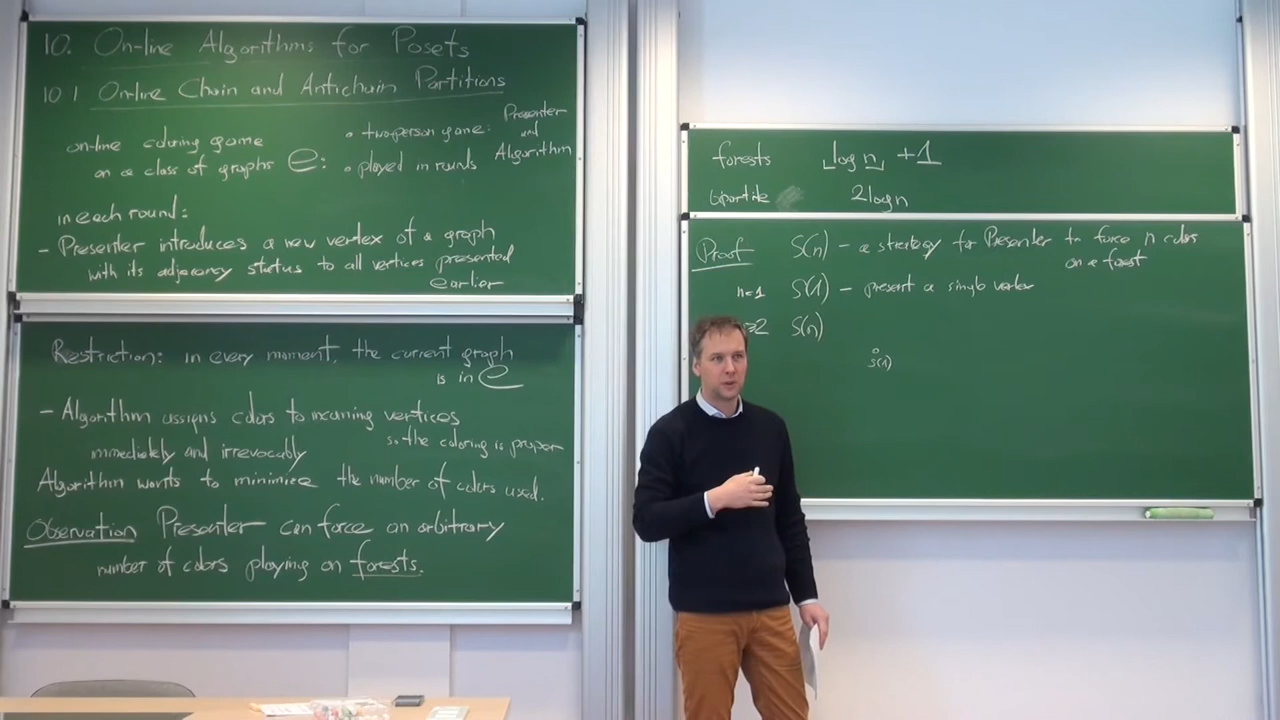 10. On-line Algorithms for Posets
10.1 On-line Chain and Antichain Partitions
on-line coloring game
on a class of graphs C:
• two-person game: Presenter
and
Algorithm
• played in rounds
in each round:
- Presenter introduces a new vertex of a graph
with its adjacency status to all vertices presented
earlier
Restriction: in every moment, the current graph
is in C
- Algorithm assigns colors to incoming vertices
immediately and irrevocably
so the coloring is proper
Algorithm wants to minimize the number of colors used.
Observation Presenter can force an arbitrary
number of colors playing on forests.
forests ⌊log n⌋ + 1
bipartite 2 log n
Proof S(n) - a strategy for Presenter to force n colors
on a forest
n=1 S(1) - present a single vertex
≥2 S(n)
S(1)